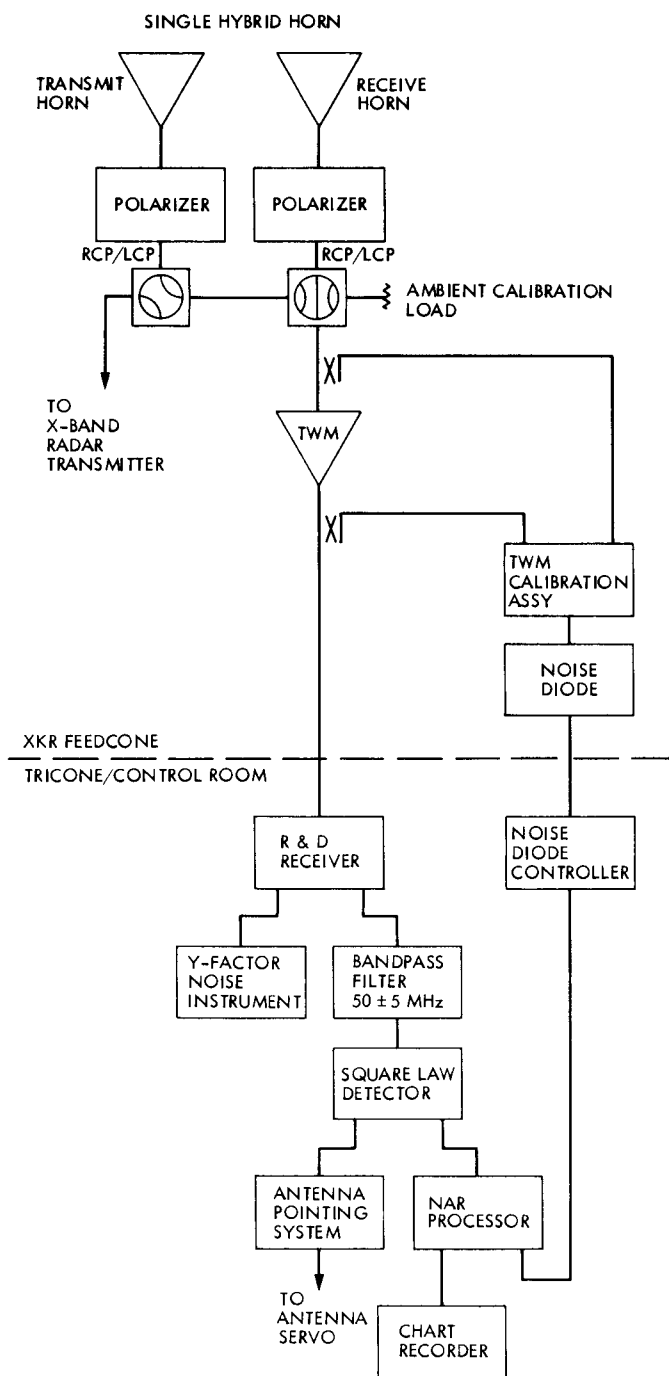 SINGLE HYBRID HORN
TRANSMIT
HORN
RECEIVE
HORN
POLARIZER
POLARIZER
RCP/LCP
RCP/LCP
AMBIENT CALIBRATION
LOAD
TO
X-BAND
RADAR
TRANSMITTER
TWM
TWM
CALIBRATION
ASSY
NOISE
DIODE
XKR FEEDCONE
TRICONE/CONTROL ROOM
R & D
RECEIVER
NOISE
DIODE
CONTROLLER
Y-FACTOR
NOISE
INSTRUMENT
BANDPASS
FILTER
50 ± 5 MHz
SQUARE LAW
DETECTOR
ANTENNA
POINTING
SYSTEM
NAR
PROCESSOR
TO
ANTENNA
SERVO
CHART
RECORDER